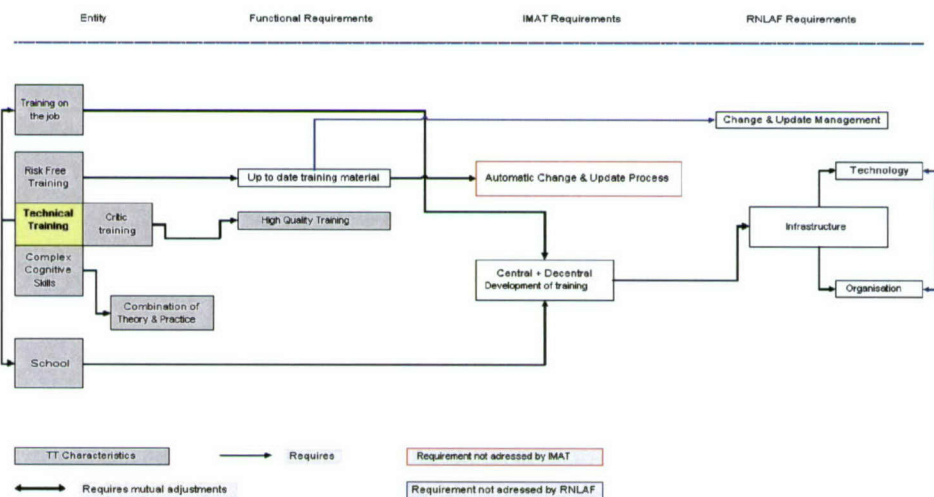 Entity
Functional Requirements
IMAT Requirements
RNLAF Requirements
Training on
the job
Change & Update Management
Risk Free
Training
Up to date training material
Automatic Change & Update Process
Technology
Technical
Training
Critic
training
High Quality Training
Infrastructure
Complex
Cognitive
Skills
Central + Decentral
Development of training
Organisation
Combination of
Theory & Practice
School
TT Characteristics
Requires
Requirement not adressed by IMAT
Requires mutual adjustments
Requirement not adressed by RNLAF